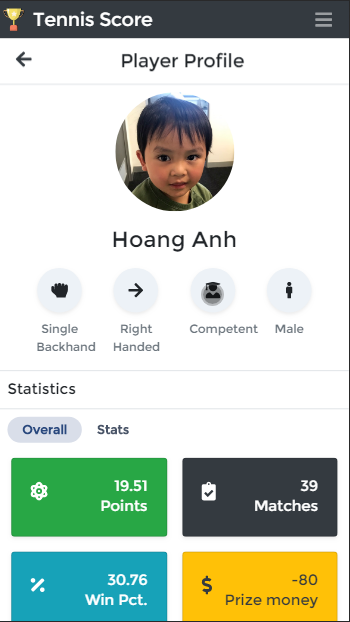 Tennis Score
Player Profile
Hoang Anh
Single
Backhand
Right
Handed
Competent
Male
Statistics
Overall
Stats
19.51
Points
39
Matches
30.76
Win Pct.
-80
Prize money